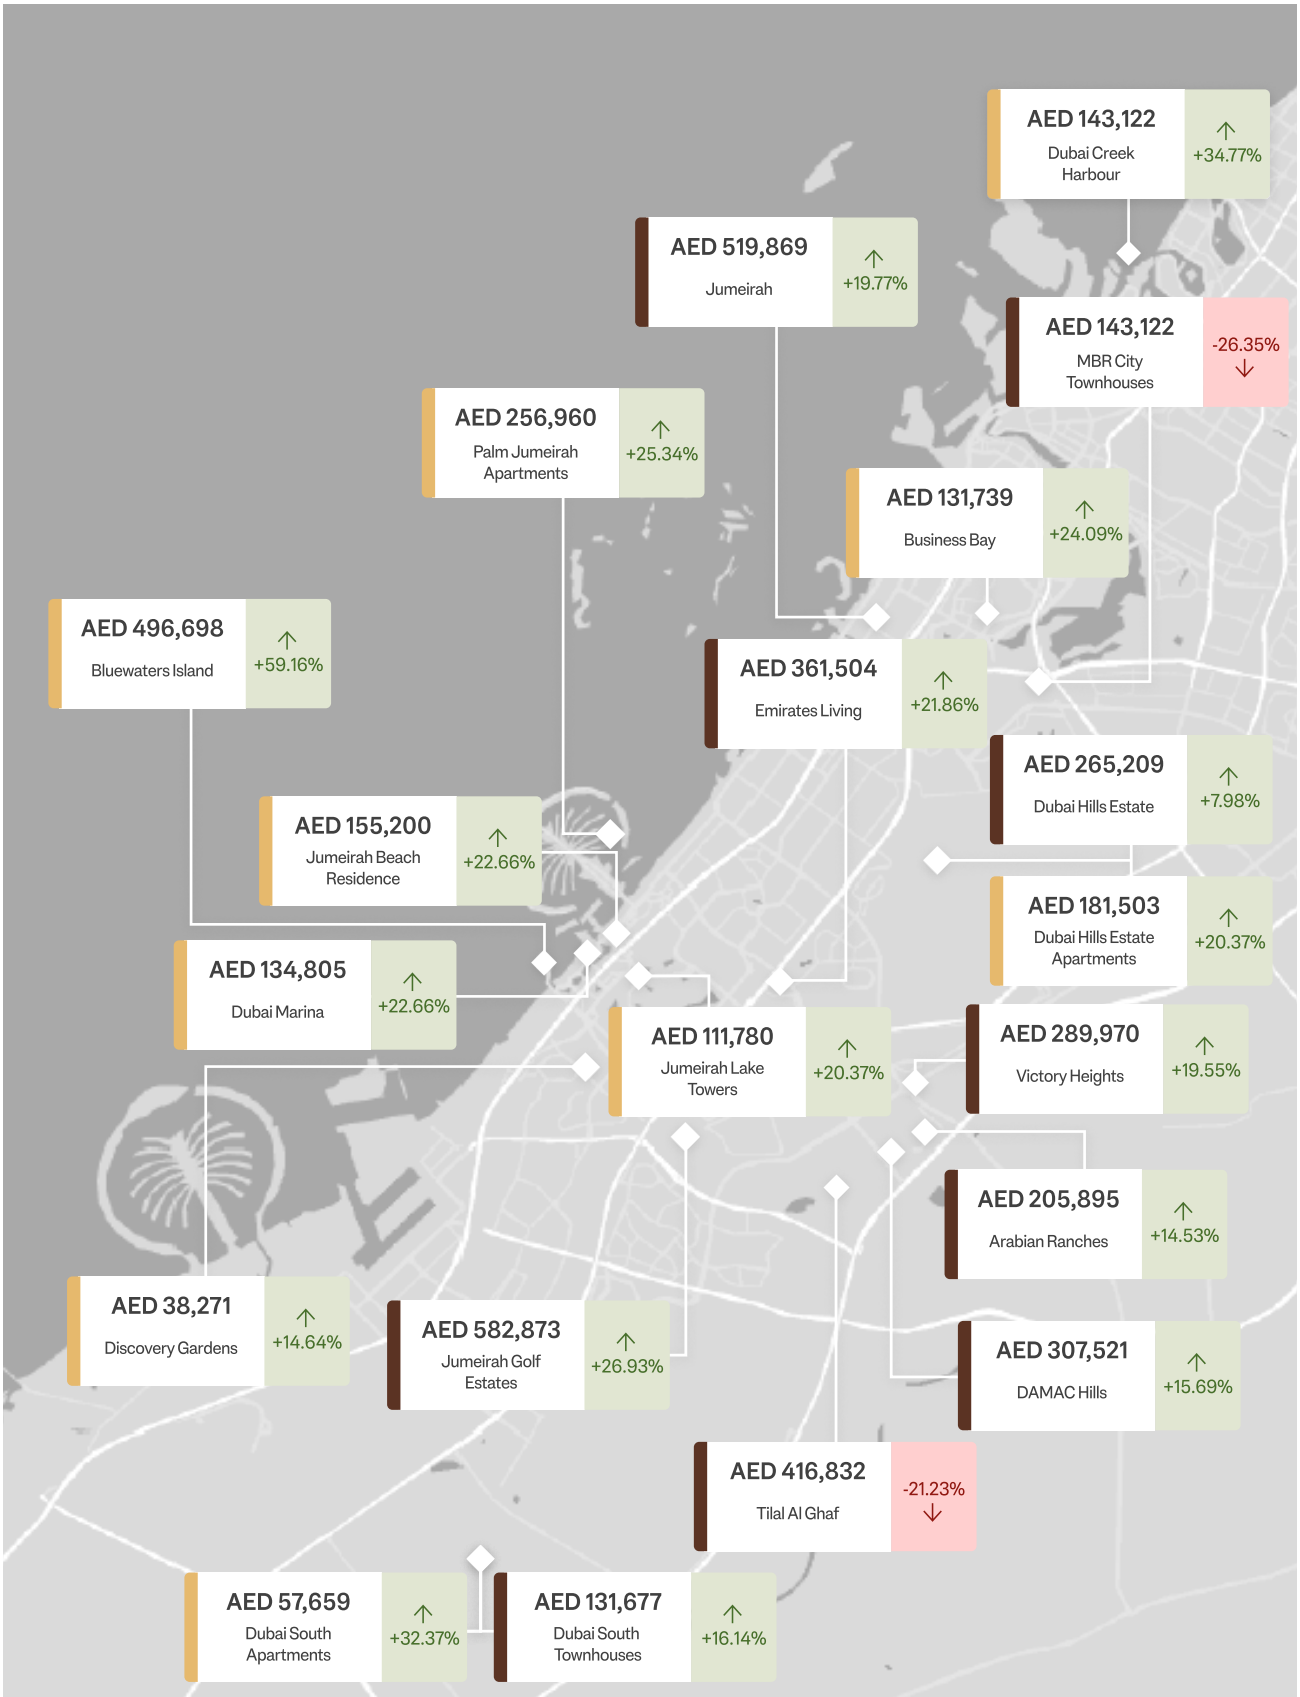 AED 143,122
Dubai Creek
Harbour
+34.77%
AED 519,869
Jumeirah
+19.77%
AED 143,122
MBR City
Townhouses
-26.35%
AED 256,960
Palm Jumeirah
Apartments
+25.34%
AED 131,739
Business Bay
+24.09%
AED 496,698
Bluewaters Island
+59.16%
AED 361,504
Emirates Living
+21.86%
AED 265,209
Dubai Hills Estate
+7.98%
AED 155,200
Jumeirah Beach
Residence
+22.66%
AED 181,503
Dubai Hills Estate
Apartments
+20.37%
AED 134,805
Dubai Marina
+22.66%
AED 111,780
Jumeirah Lake
Towers
+20.37%
AED 289,970
Victory Heights
+19.55%
AED 205,895
Arabian Ranches
+14.53%
AED 38,271
Discovery Gardens
+14.64%
AED 582,873
Jumeirah Golf
Estates
+26.93%
AED 307,521
DAMAC Hills
+15.69%
AED 416,832
Tilal Al Ghaf
-21.23%
AED 57,659
Dubai South
Apartments
+32.37%
AED 131,677
Dubai South
Townhouses
+16.14%